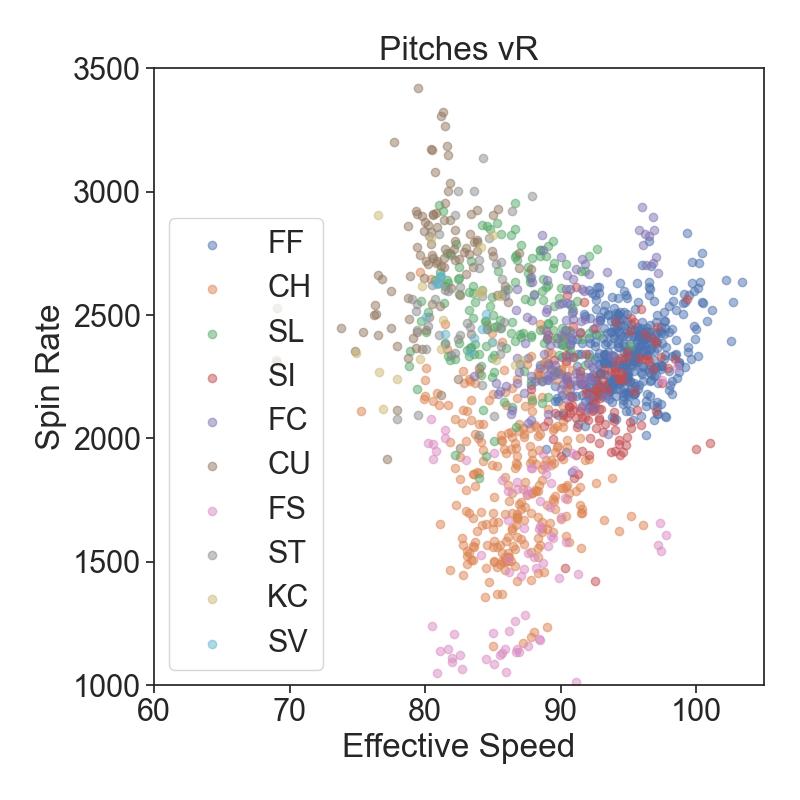 Pitches vR
3500
3000
2500
2000
1500
1000
Spin Rate
FF
CH
SL
SI
FC
CU
FS
ST
KC
SV
60 70 80 90 100
Effective Speed